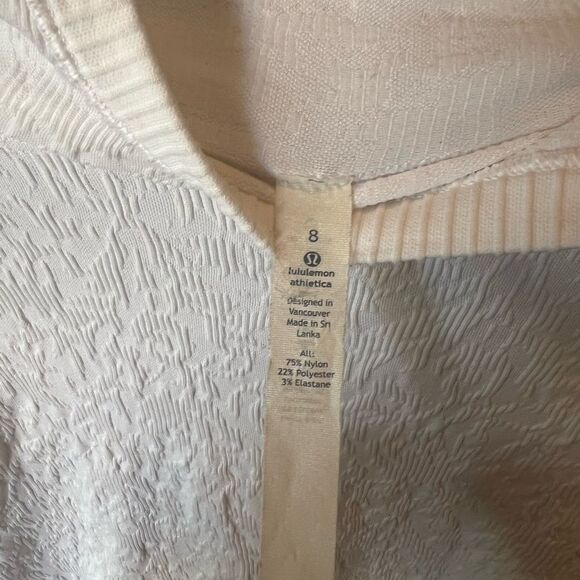 8
lululemon
athletica
Designed in
Vancouver
Made in Sri
Lanka
All:
75% Nylon
22% Polyester
3% Elastane